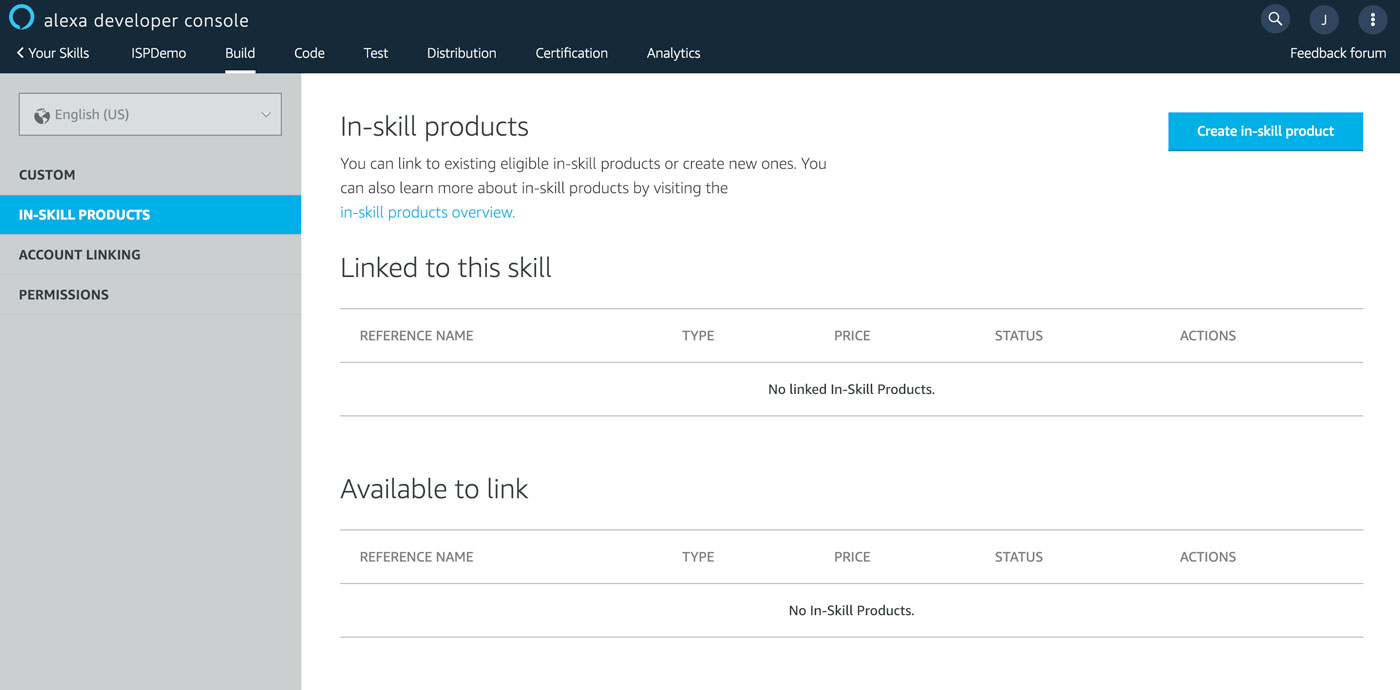 alexa developer console
J
Your Skills ISPDemo Build Code Test Distribution Certification Analytics Feedback forum
English (US)
CUSTOM
IN-SKILL PRODUCTS
ACCOUNT LINKING
PERMISSIONS
In-skill products
Create in-skill product
You can link to existing eligible in-skill products or create new ones. You
can also learn more about in-skill products by visiting the
in-skill products overview.
Linked to this skill
REFERENCE NAME TYPE PRICE STATUS ACTIONS
No linked In-Skill Products.
Available to link
REFERENCE NAME TYPE PRICE STATUS ACTIONS
No In-Skill Products.